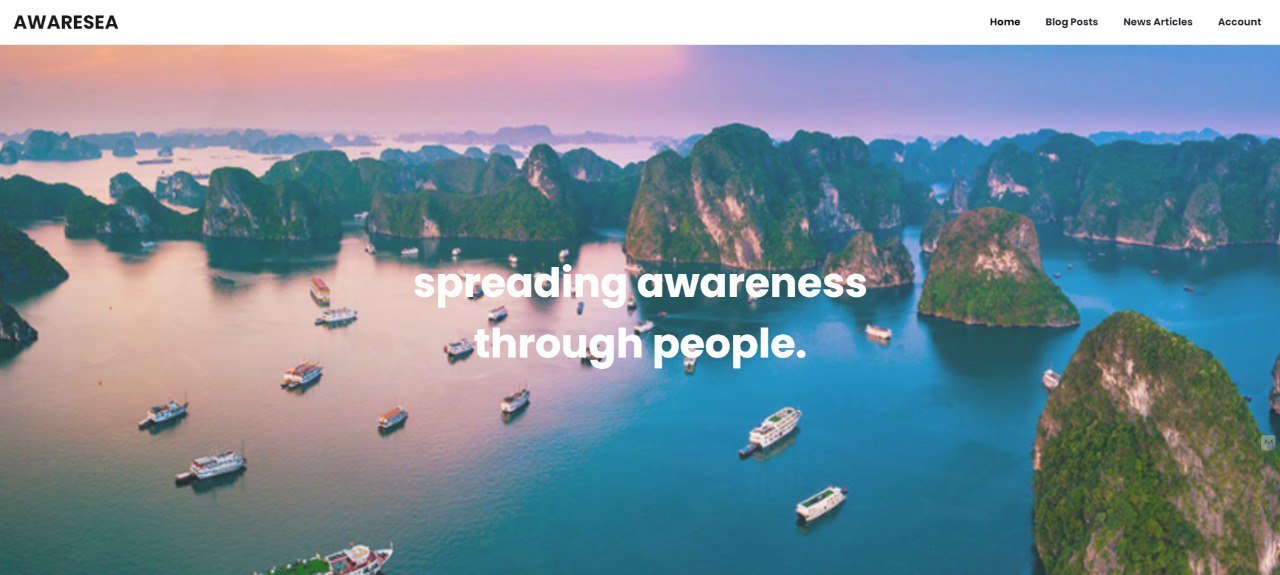 AWARESEA
Home Blog Posts News Articles Account
spreading awareness
through people.